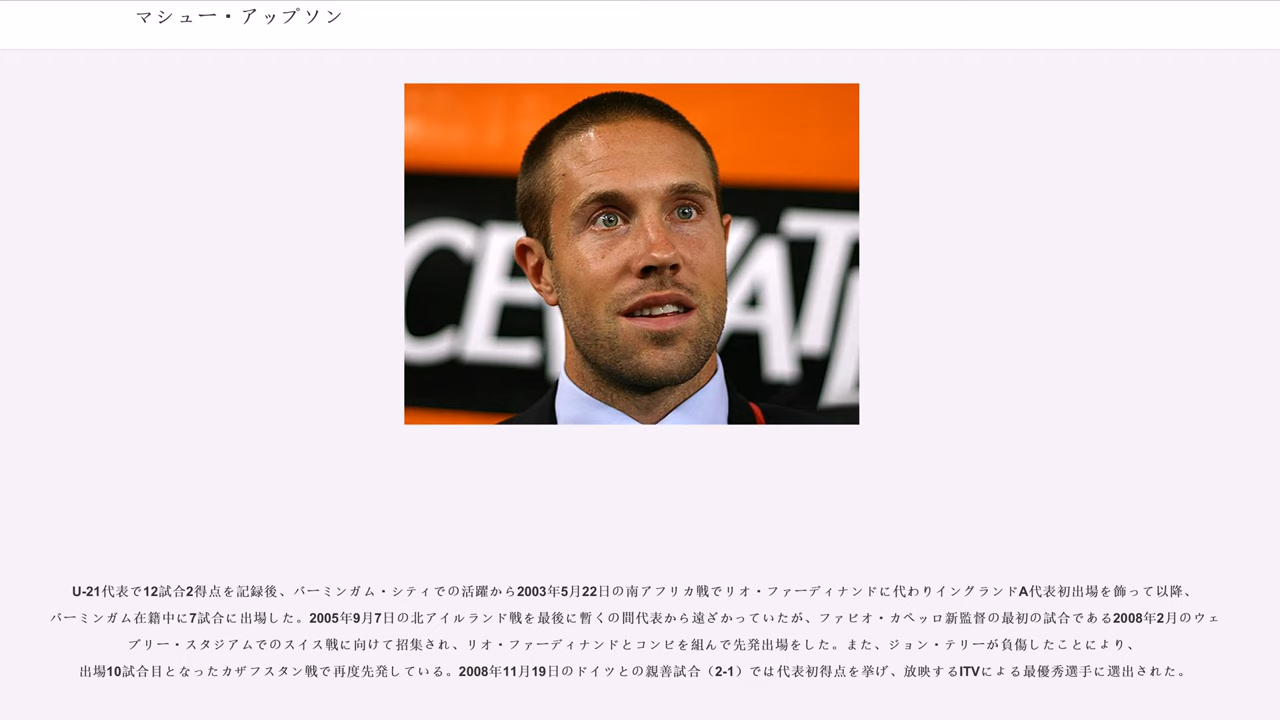 マシュー・アップソン
CE
AT
U-21代表で12試合2得点を記録後、バーミンガム・シティでの活躍から2003年5月22日の南アフリカ戦でリオ・ファーディナンドに代わりイングランドA代表初出場を飾って以降、
バーミンガム在籍中に7試合に出場した。2005年9月7日の北アイルランド戦を最後に暫くの間代表から遠ざかっていたが、ファビオ・カペッロ新監督の最初の試合である2008年2月のウェ
ブリー・スタジアムでのスイス戦に向けて招集され、リオ・ファーディナンドとコンビを組んで先発出場をした。また、ジョン・テリーが負傷したことにより、
出場10試合目となったカザフスタン戦で再度先発している。2008年11月19日のドイツとの親善試合（2-1）では代表初得点を挙げ、放映するITVによる最優秀選手に選出された。